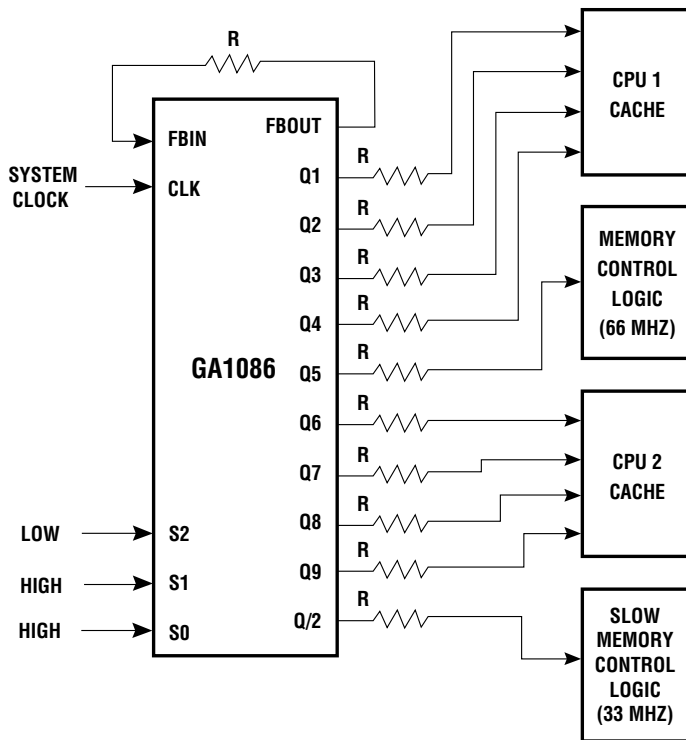 R
FBIN
FBOUT
SYSTEM
CLOCK
CLK
GA1086
LOW
S2
HIGH
S1
HIGH
S0
Q1
R
Q2
R
Q3
R
Q4
R
Q5
R
Q6
R
Q7
R
Q8
R
Q9
R
Q/2
R
CPU 1
CACHE
MEMORY
CONTROL
LOGIC
(66 MHZ)
CPU 2
CACHE
SLOW
MEMORY
CONTROL
LOGIC
(33 MHZ)